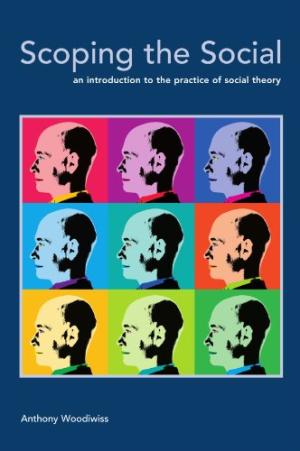 Scoping the Social
an introduction to the practice of social theory
Anthony Woodiwiss